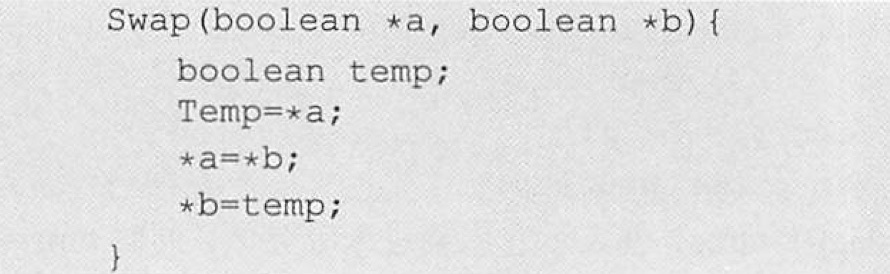 Swap(boolean *a, boolean *b){
boolean temp;
Temp=*a;
*a=*b;
*b=temp;
}